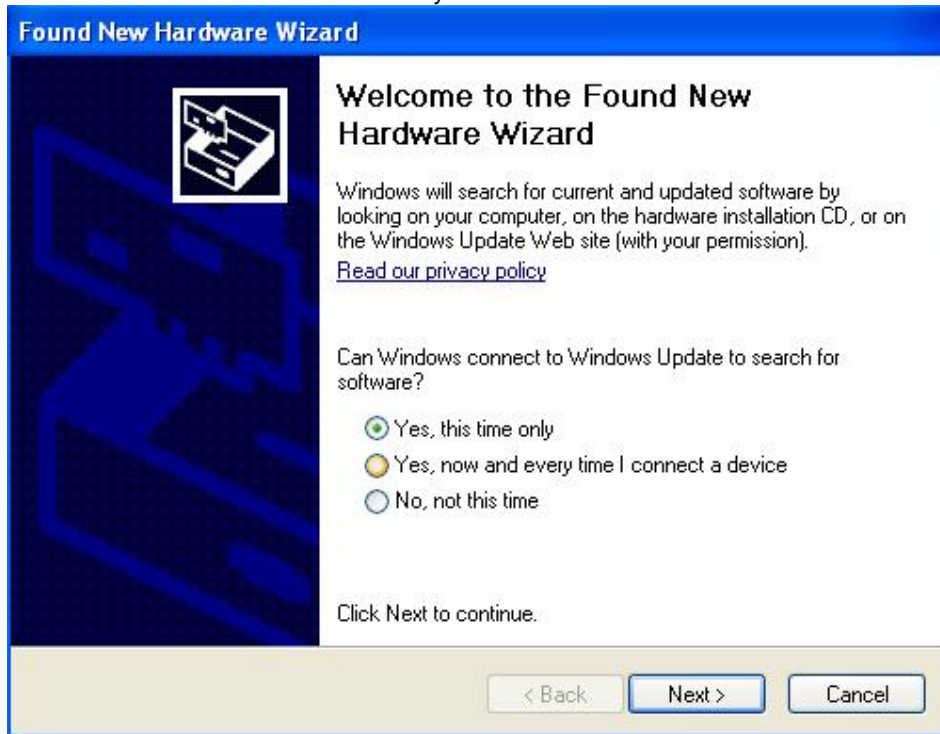 Found New Hardware Wizard
Welcome to the Found New
Hardware Wizard
Windows will search for current and updated software by
looking on your computer, on the hardware installation CD, or on
the Windows Update Web site (with your permission).
Read our privacy policy
Can Windows connect to Windows Update to search for
software?
Yes, this time only
Yes, now and every time I connect a device
No, not this time
Click Next to continue.
< Back
Next >
Cancel